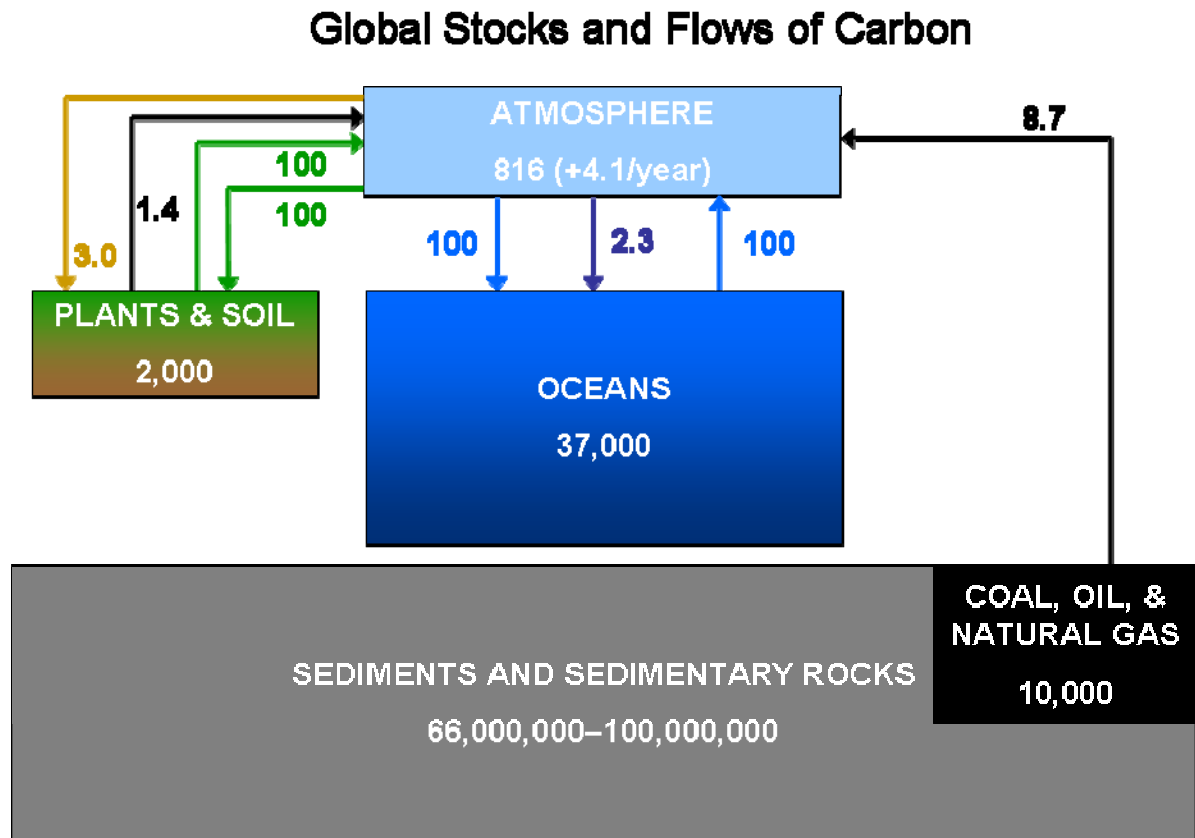 Global Stocks and Flows of Carbon
ATMOSPHERE
816 (+4.1/year)
8.7
100
1.4
100
3.0
100
2.3
100
PLANTS & SOIL
2,000
OCEANS
37,000
COAL, OIL, &
NATURAL GAS
10,000
SEDIMENTS AND SEDIMENTARY ROCKS
66,000,000–100,000,000